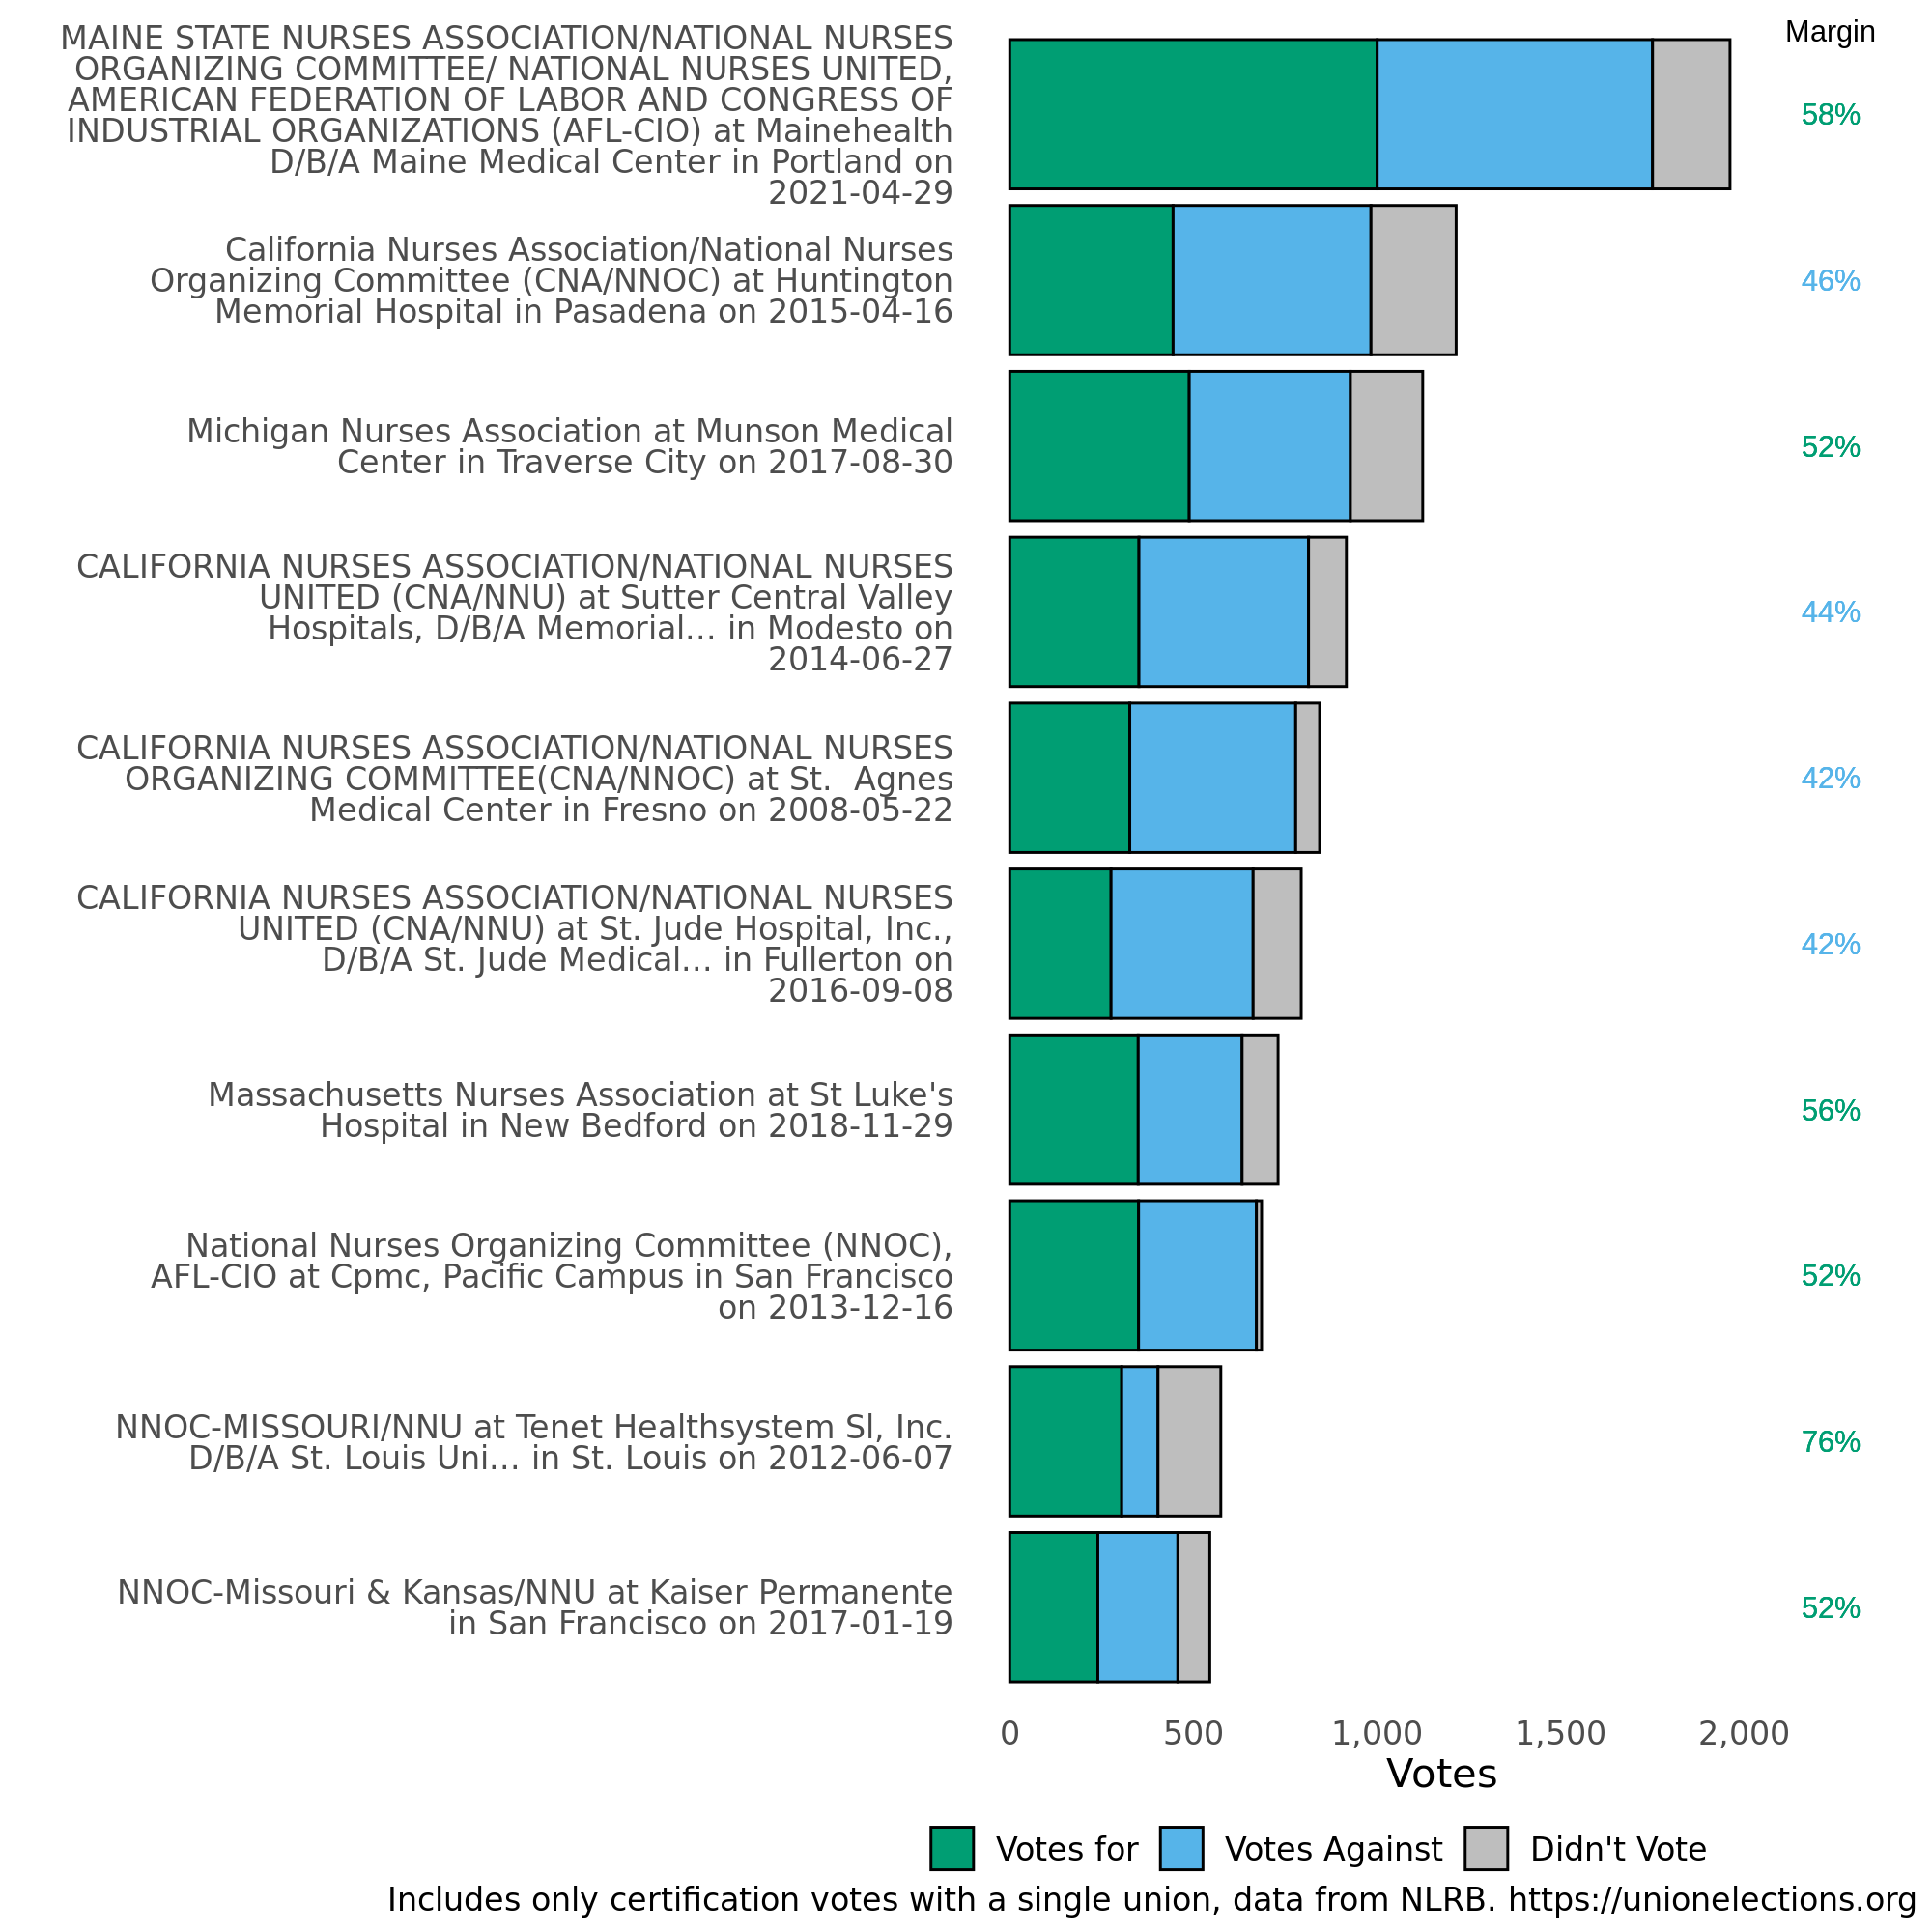 Margin
MAINE STATE NURSES ASSOCIATION/NATIONAL NURSES
ORGANIZING COMMITTEE/ NATIONAL NURSES UNITED,
AMERICAN FEDERATION OF LABOR AND CONGRESS OF
INDUSTRIAL ORGANIZATIONS (AFL-CIO) at Mainehealth
D/B/A Maine Medical Center in Portland on
2021-04-29
58%
California Nurses Association/National Nurses
Organizing Committee (CNA/NNOC) at Huntington
Memorial Hospital in Pasadena on 2015-04-16
46%
Michigan Nurses Association at Munson Medical
Center in Traverse City on 2017-08-30
52%
CALIFORNIA NURSES ASSOCIATION/NATIONAL NURSES
UNITED (CNA/NNU) at Sutter Central Valley
Hospitals, D/B/A Memorial... in Modesto on
2014-06-27
44%
CALIFORNIA NURSES ASSOCIATION/NATIONAL NURSES
ORGANIZING COMMITTEE(CNA/NNOC) at St.  Agnes
Medical Center in Fresno on 2008-05-22
42%
CALIFORNIA NURSES ASSOCIATION/NATIONAL NURSES
UNITED (CNA/NNU) at St. Jude Hospital, Inc.,
D/B/A St. Jude Medical... in Fullerton on
2016-09-08
42%
Massachusetts Nurses Association at St Luke's
Hospital in New Bedford on 2018-11-29
56%
National Nurses Organizing Committee (NNOC),
AFL-CIO at Cpmc, Pacific Campus in San Francisco
on 2013-12-16
52%
NNOC-MISSOURI/NNU at Tenet Healthsystem Sl, Inc.
D/B/A St. Louis Uni... in St. Louis on 2012-06-07
76%
NNOC-Missouri & Kansas/NNU at Kaiser Permanente
in San Francisco on 2017-01-19
52%
0 500 1,000 1,500 2,000
Votes
Votes for Votes Against Didn't Vote
Includes only certification votes with a single union, data from NLRB. https://unionelections.org